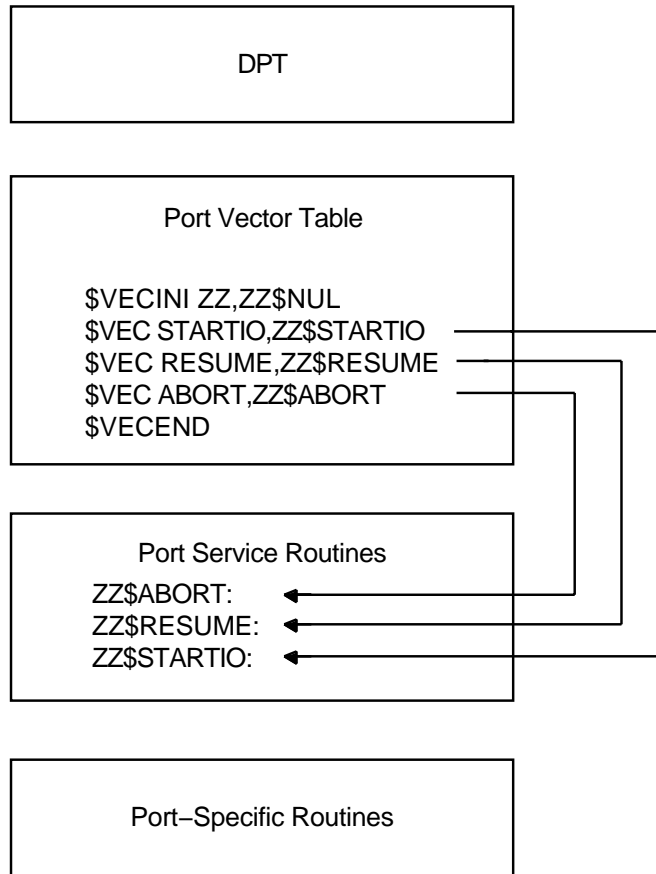 DPT
Port Vector Table
$VECINI ZZ,ZZ$NUL
$VEC STARTIO,ZZ$STARTIO
$VEC RESUME,ZZ$RESUME
$VEC ABORT,ZZ$ABORT
$VECEND
Port Service Routines
ZZ$ABORT:
ZZ$RESUME:
ZZ$STARTIO:
Port−Specific Routines